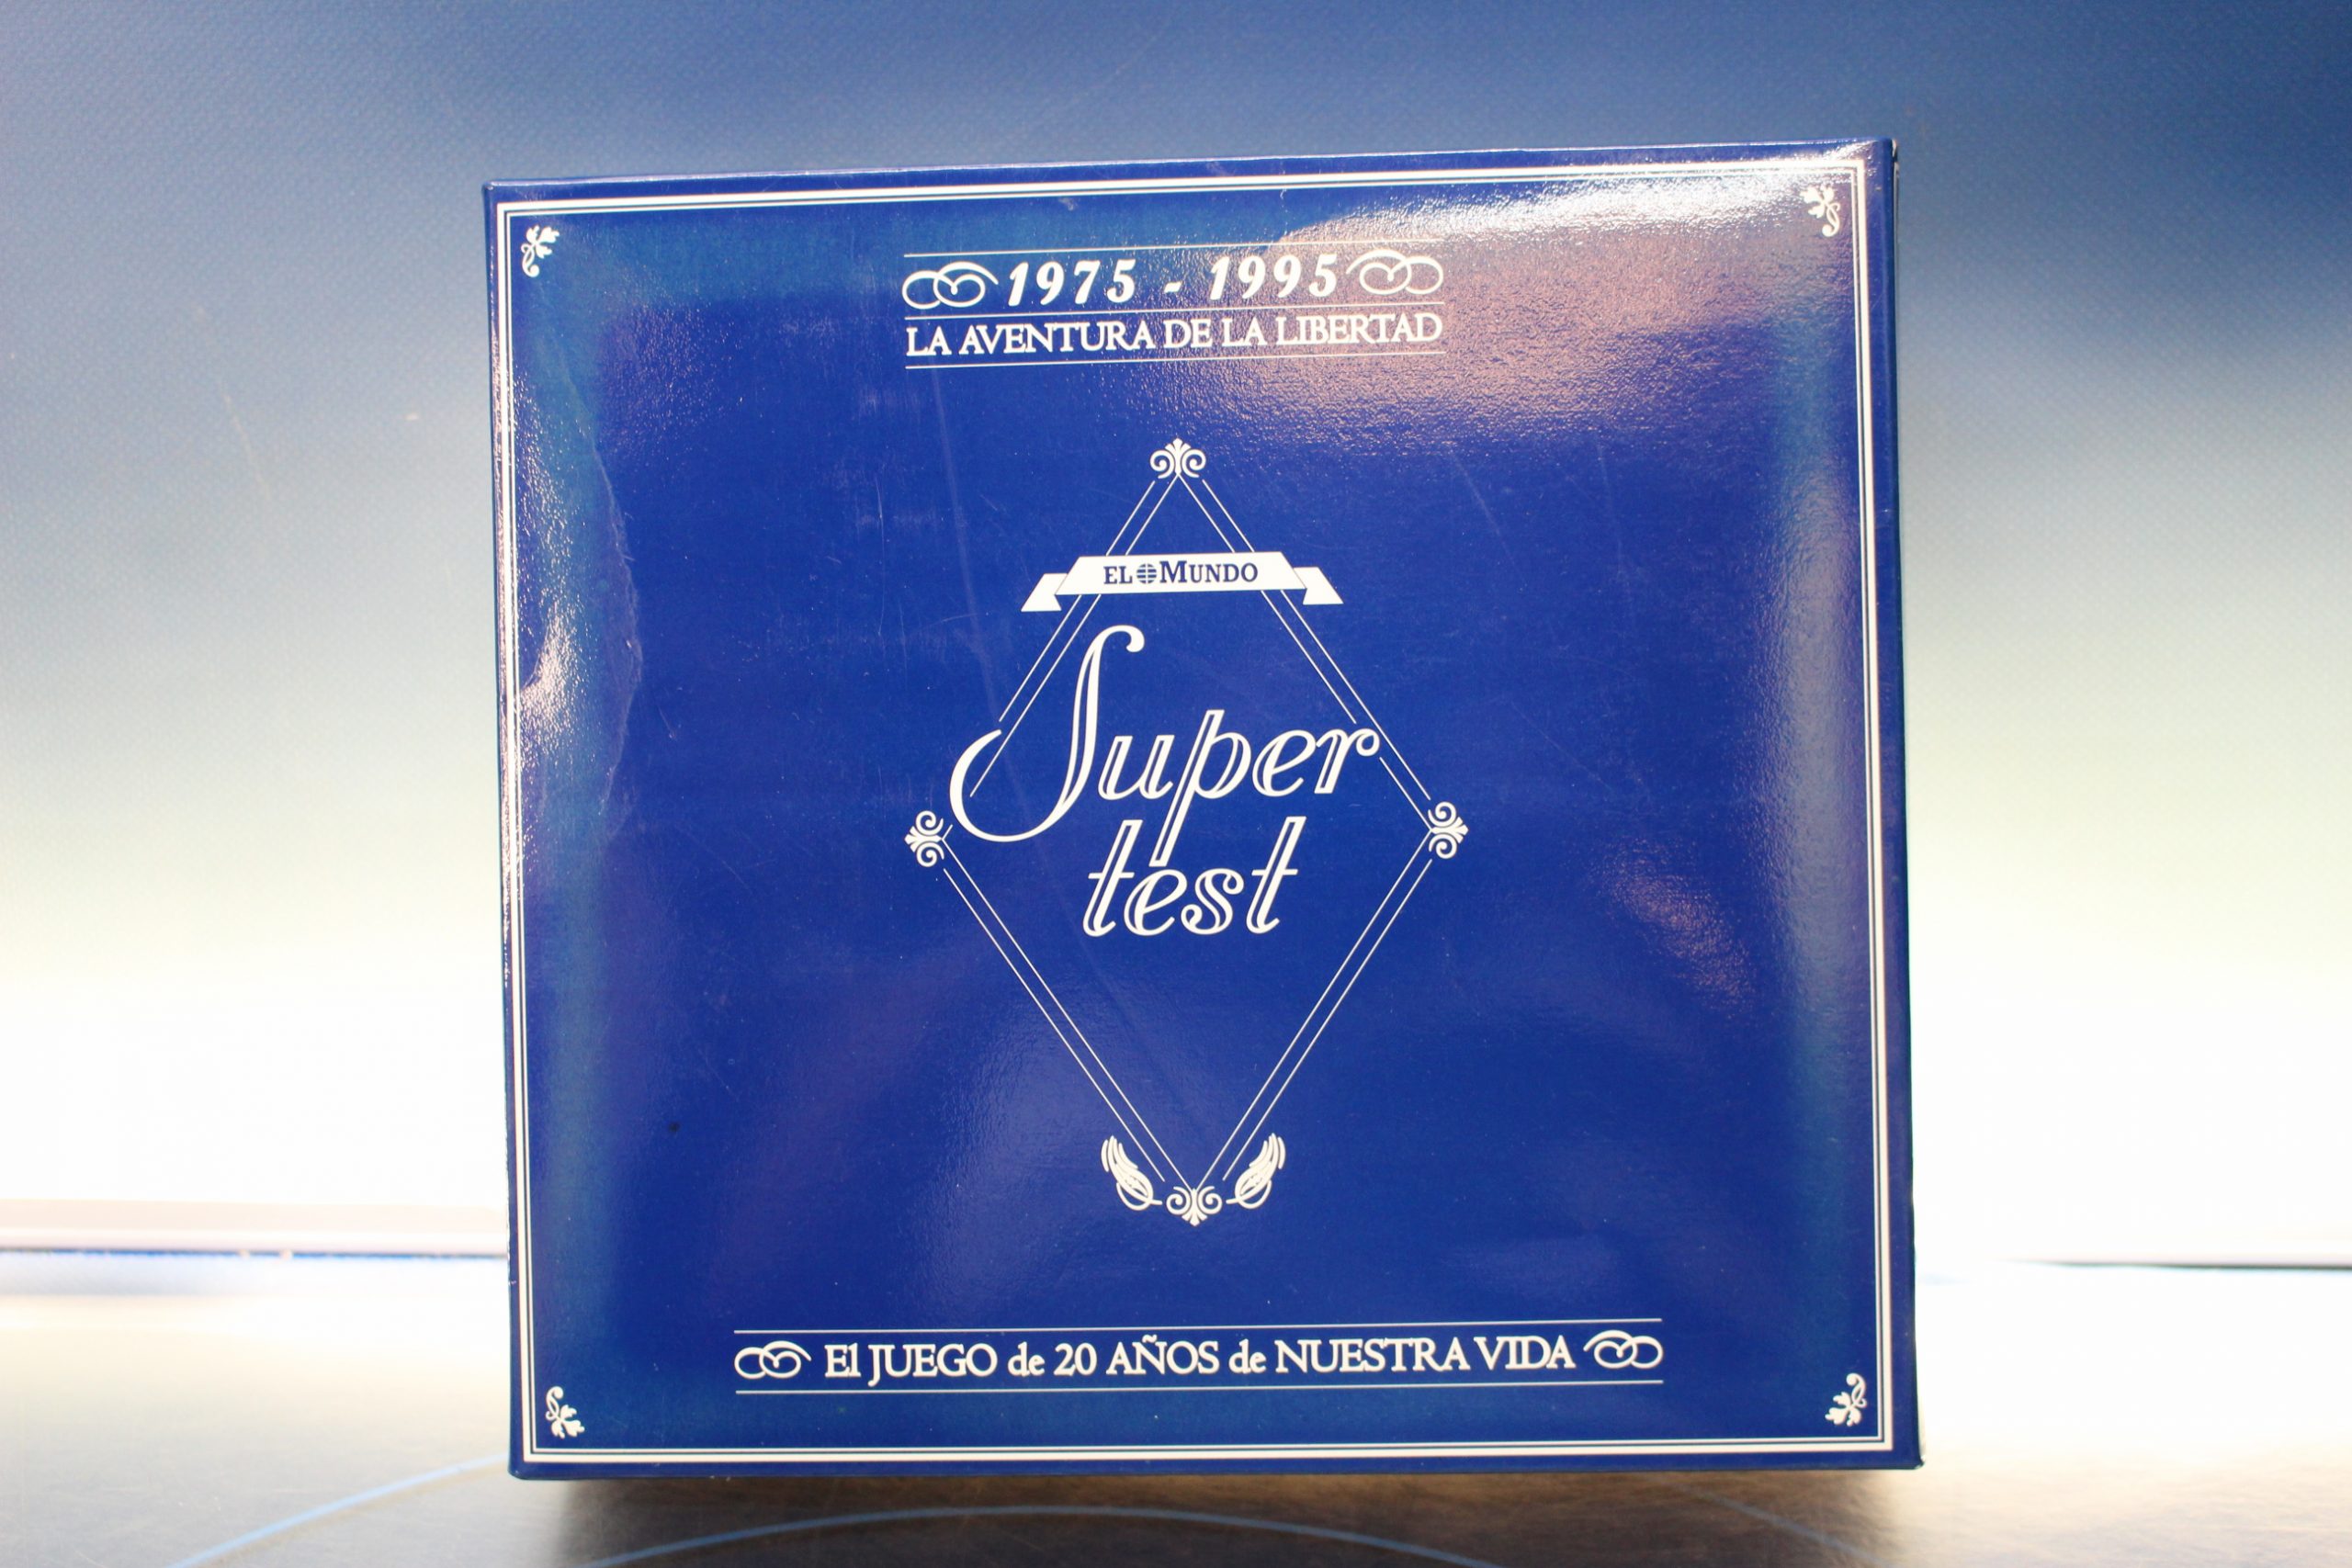 1975 - 1995
LA AVENTURA DE LA LIBERTAD
EL MUNDO
Super
test
El JUEGO de 20 AÑOS de NUESTRA VIDA